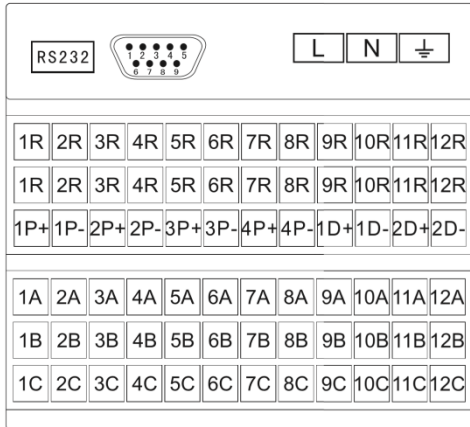 RS232 1 2 3 4 5 L N
6 7 8 9
1R 2R 3R 4R 5R 6R 7R 8R 9R 10R 11R 12R
1R 2R 3R 4R 5R 6R 7R 8R 9R 10R 11R 12R
1P+ 1P- 2P+ 2P- 3P+ 3P- 4P+ 4P- 1D+ 1D- 2D+ 2D-
1A 2A 3A 4A 5A 6A 7A 8A 9A 10A 11A 12A
1B 2B 3B 4B 5B 6B 7B 8B 9B 10B 11B 12B
1C 2C 3C 4C 5C 6C 7C 8C 9C 10C 11C 12C